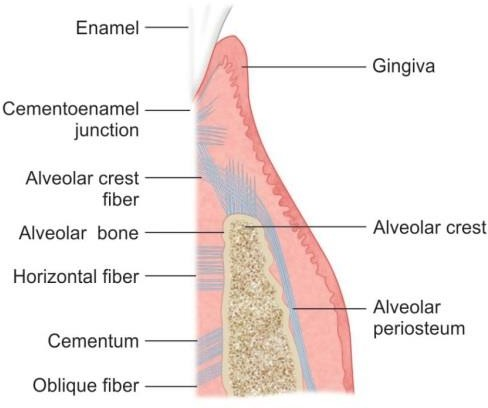 Enamel
Gingiva
Cementoenamel
junction
Alveolar crest
fiber
Alveolar bone
Alveolar crest
Horizontal fiber
Alveolar
periosteum
Cementum
Oblique fiber